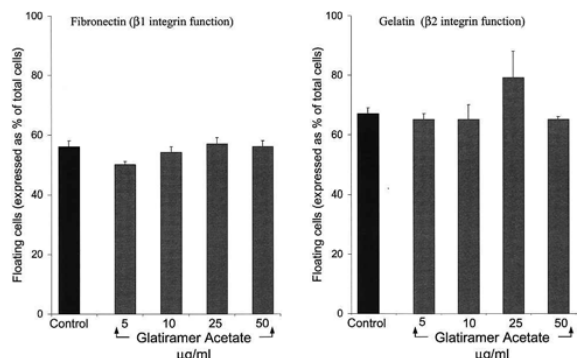 Fibronectin (β1 integrin function)
Floating cells (expressed as % of total cells)
100
80
60
40
20
0
Control
5
10
25
50
Glatiramer Acetate
µg/ml
Gelatin (β2 integrin function)
Floating cells (expressed as % of total cells)
100
80
60
40
20
0
Control
5
10
25
50
Glatiramer Acetate
µg/ml